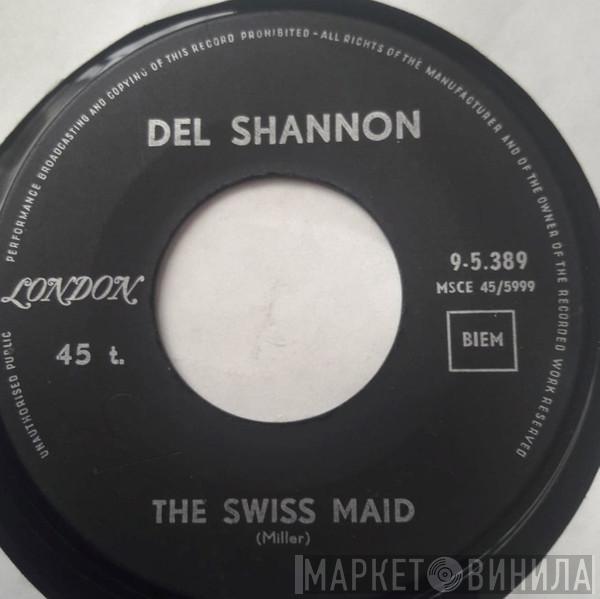 UNAUTHORISED PUBLIC PERFORMANCE BROADCASTING AND COPYING OF THIS RECORD PROHIBITED - ALL RIGHTS OF THE MANUFACTURER AND OF THE OWNER OF THE RECORDED WORK RESERVED
DEL SHANNON
LONDON
9-5.389
MSCE 45/5999
45 t.
BIEM
THE SWISS MAID
(Miller)
МАРКЕТ ВИНИЛА